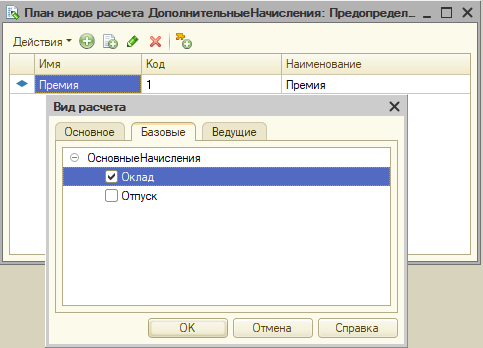 План видов расчета ДополнительныеНачисления: Предопредел...
Действия
Имя Код Наименование
Премия 1 Премия
Вид расчета
Основное Базовые Ведущие
ОсновныеНачисления
Оклад
Отпуск
OK Отмена Справка